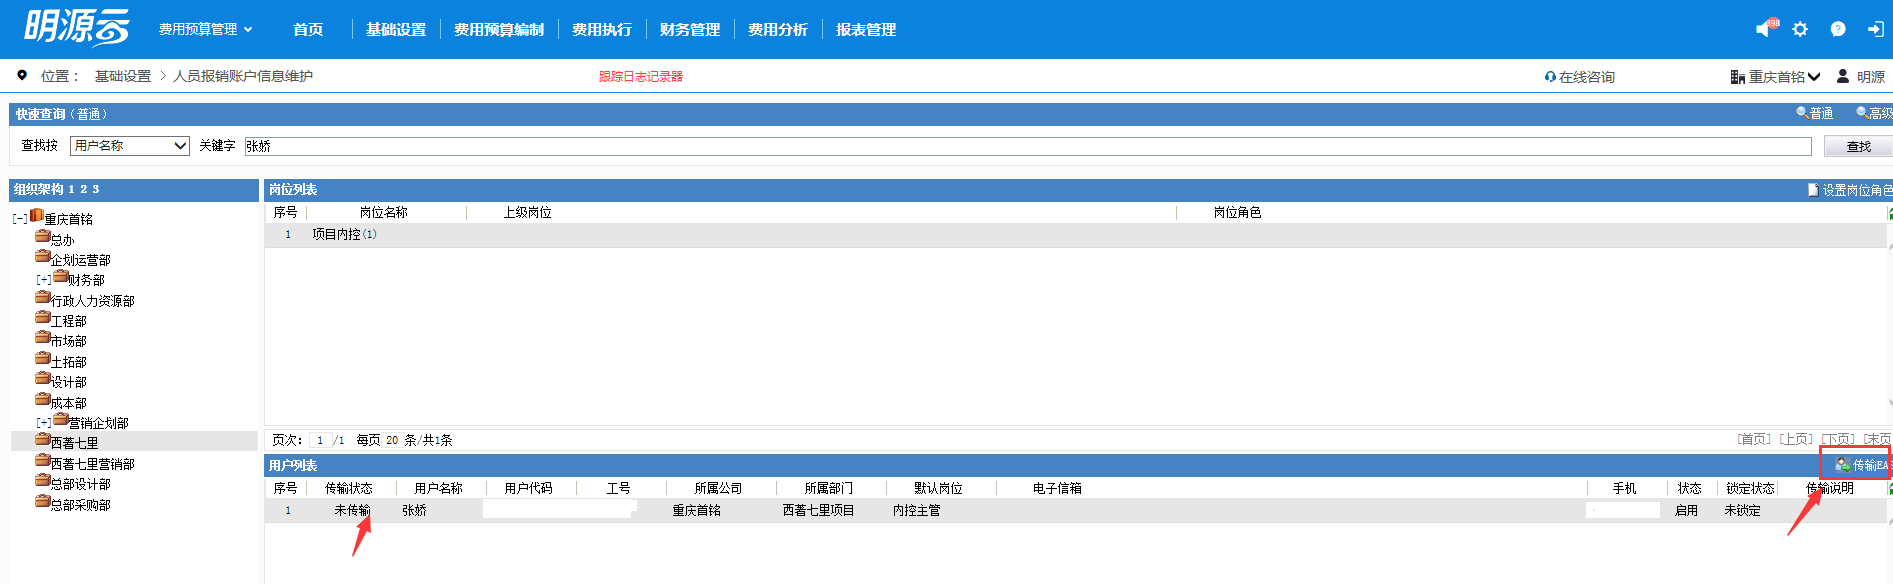 明源云 费用预算管理 首页 基础设置 费用预算编制 费用执行 财务管理 费用分析 报表管理 398
位置： 基础设置 > 人员报销账户信息维护 跟踪日志记录器 在线咨询 重庆首铭 明源
快速查询（普通） 普通 高级
查找按 用户名称 关键字 张娇 查找
组织架构 1 2 3
[-]重庆首铭
总办
企划运营部
[+]财务部
行政人力资源部
工程部
市场部
土拓部
设计部
成本部
[+]营销企划部
西著七里
西著七里营销部
总部设计部
总部采购部
岗位列表 设置岗位角色
序号 岗位名称 上级岗位 岗位角色
1 项目内控(1)
页次： 1 /1 每页 20 条/共1条 [首页] [上页] [下页] [末页
用户列表 传输EAS
序号 传输状态 用户名称 用户代码 工号 所属公司 所属部门 默认岗位 电子信箱 手机 状态 锁定状态 传输说明
1 未传输 张娇 重庆首铭 西著七里项目 内控主管 启用 未锁定